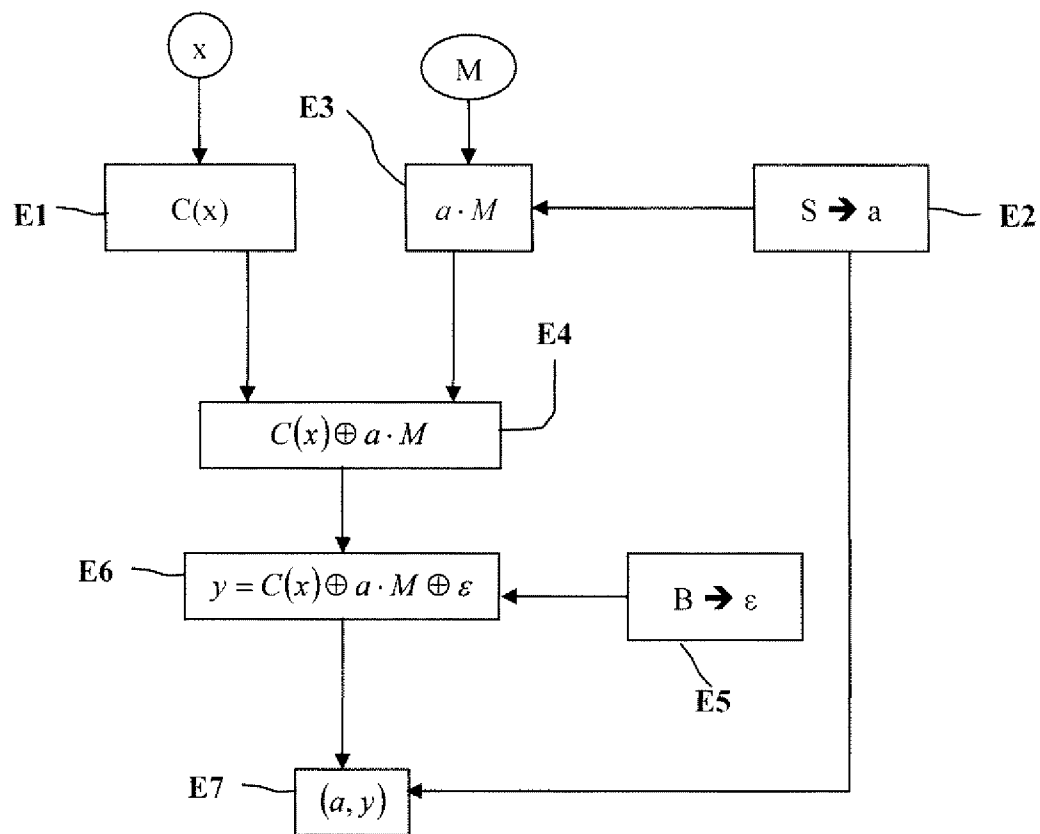 x
M
E3
E1
C(x)
a · M
S ➔ a
E2
E4
C(x) ⊕ a · M
E6
y = C(x) ⊕ a · M ⊕ ε
B ➔ ε
E5
E7
(a, y)